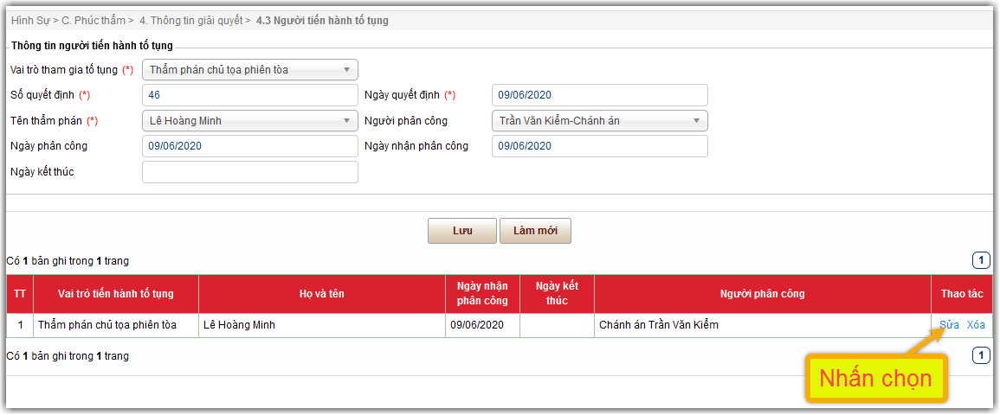 Hình Sự > C. Phúc thẩm > 4. Thông tin giải quyết > 4.3 Người tiến hành tố tụng
Thông tin người tiến hành tố tụng
Vai trò tham gia tố tụng (*) Thẩm phán chủ tọa phiên tòa
Số quyết định (*) 46 Ngày quyết định (*) 09/06/2020
Tên thẩm phán (*) Lê Hoàng Minh Người phân công Trần Văn Kiểm-Chánh án
Ngày phân công 09/06/2020 Ngày nhận phân công 09/06/2020
Ngày kết thúc
Lưu Làm mới
Có 1 bản ghi trong 1 trang 1
TT Vai trò tiến hành tố tụng Họ và tên Ngày nhận phân công Ngày kết thúc Người phân công Thao tác
1 Thẩm phán chủ tọa phiên tòa Lê Hoàng Minh 09/06/2020 Chánh án Trần Văn Kiểm Sửa Xóa
Có 1 bản ghi trong 1 trang 1
Nhấn chọn